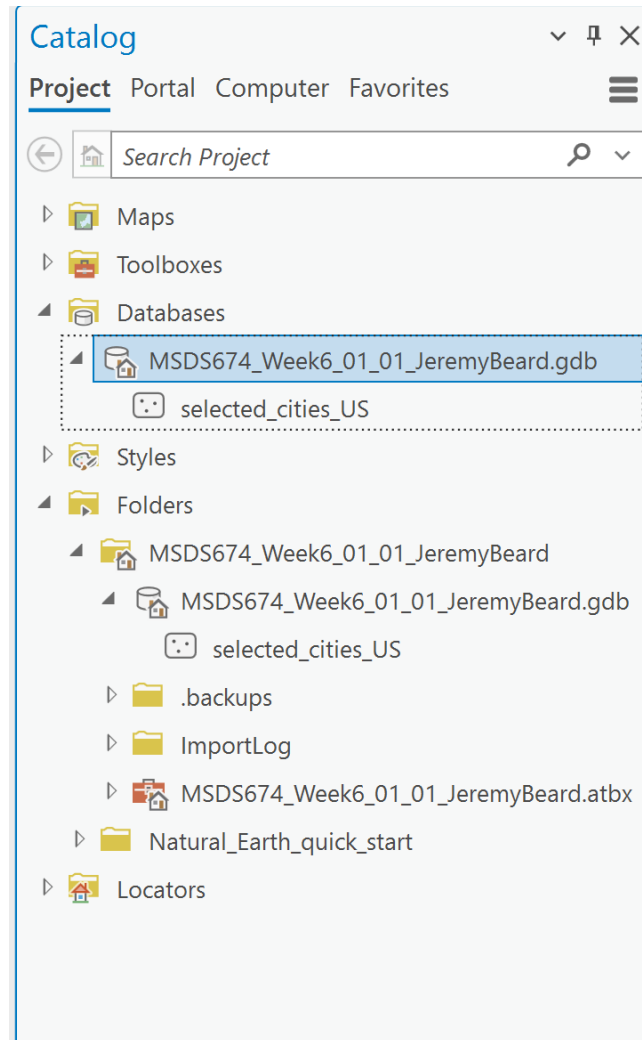 Catalog
Project Portal Computer Favorites
Search Project
Maps
Toolboxes
Databases
MSDS674_Week6_01_01_JeremyBeard.gdb
selected_cities_US
Styles
Folders
MSDS674_Week6_01_01_JeremyBeard
MSDS674_Week6_01_01_JeremyBeard.gdb
selected_cities_US
.backups
ImportLog
MSDS674_Week6_01_01_JeremyBeard.atbx
Natural_Earth_quick_start
Locators